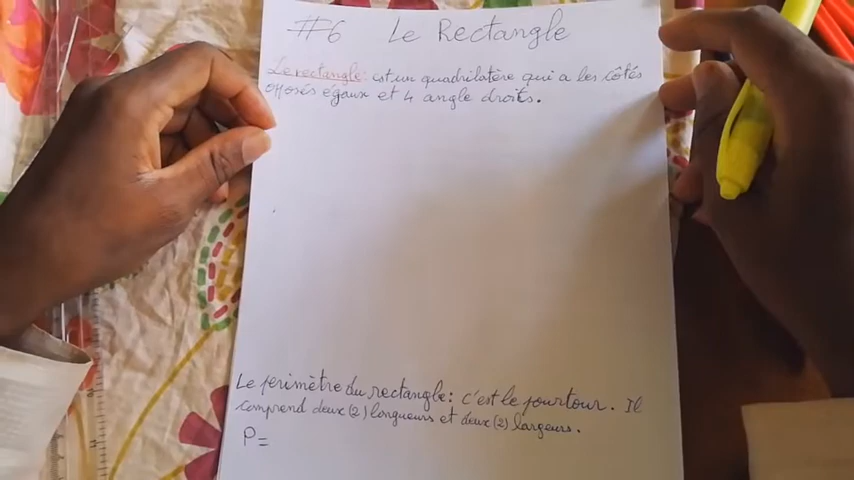 #6 Le Rectangle
Le rectangle : est un quadrilatère qui a les côtés
opposés égaux et 4 angle droits.
Le périmètre du rectangle : c'est le pourtour. Il
comprend deux (2) longueurs et deux (2) largeurs.
P =